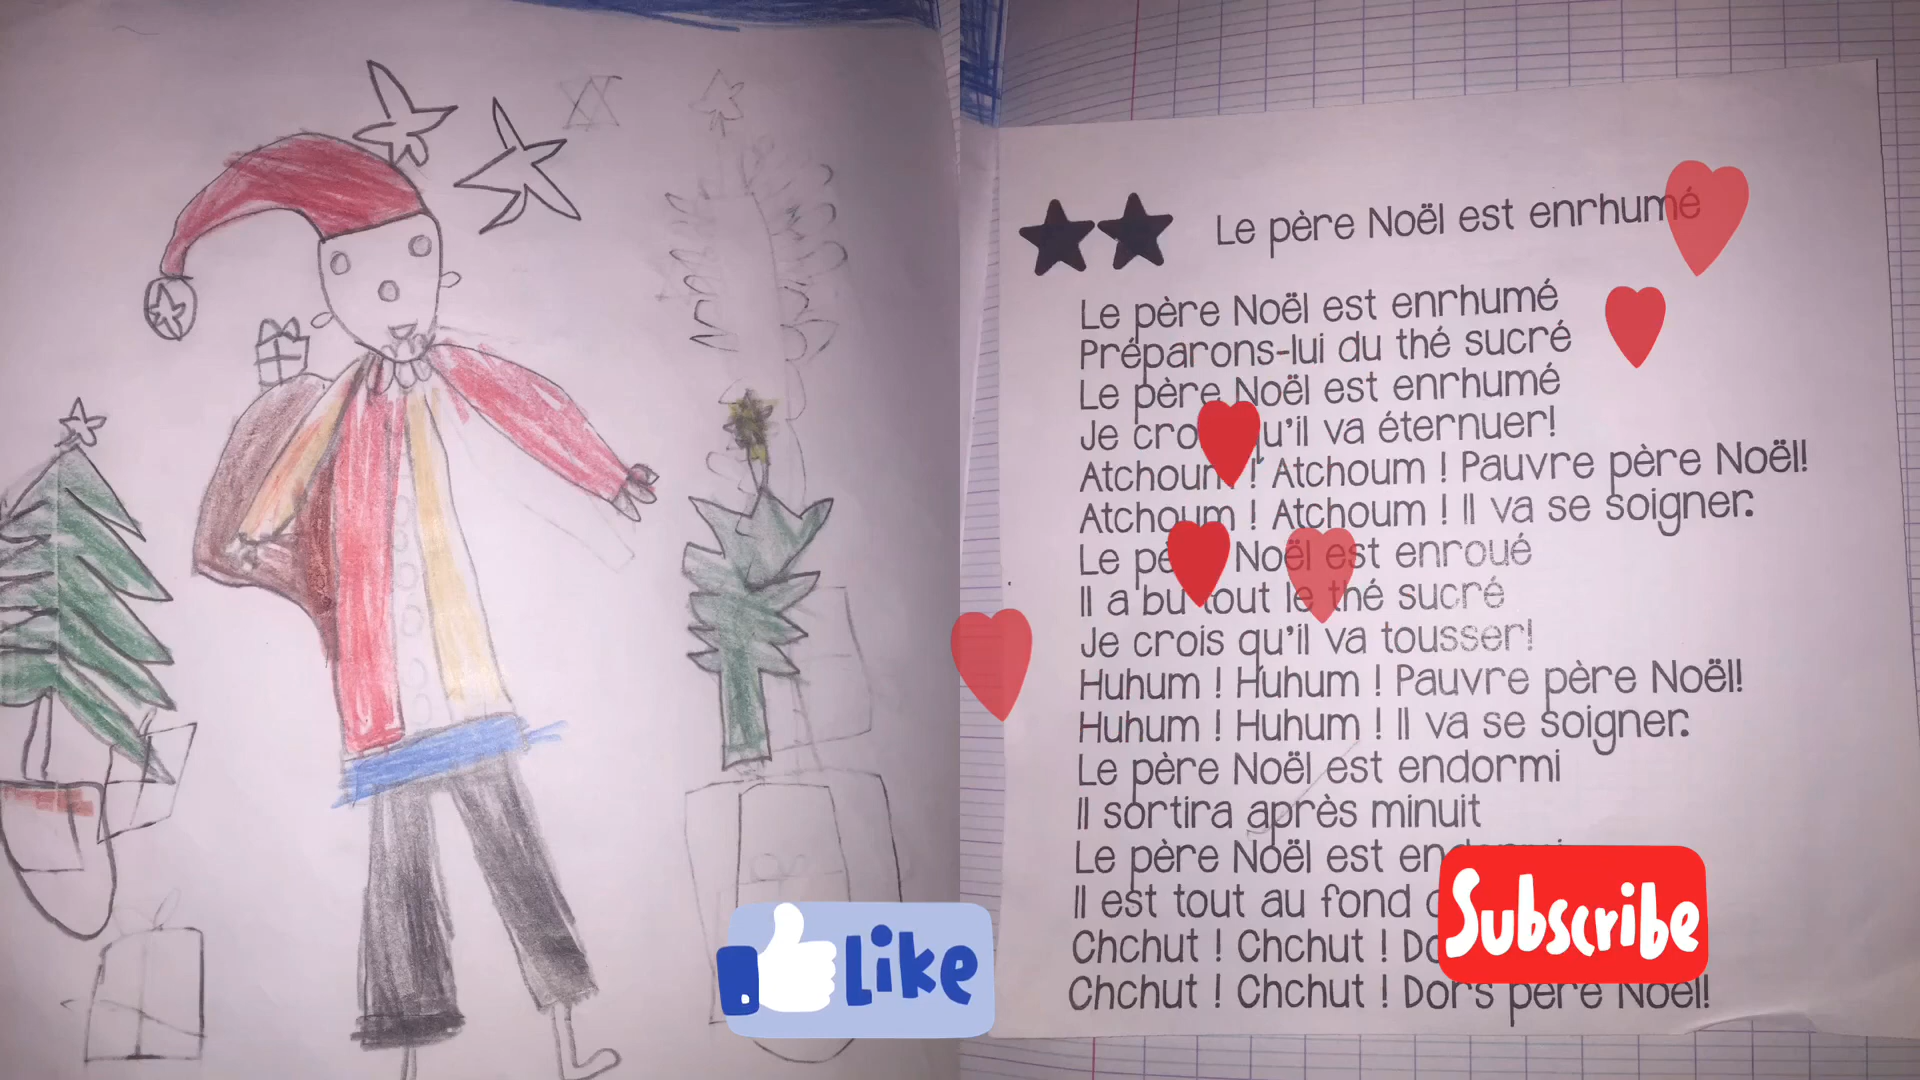 Le père Noël est enrhumé
Le père Noël est enrhumé
Préparons-lui du thé sucré
Le père Noël est enrhumé
Je crois qu'il va éternuer!
Atchoum ! Atchoum ! Pauvre père Noël!
Atchoum ! Atchoum ! Il va se soigner.
Le père Noël est enroué
Il a bu tout le thé sucré
Je crois qu'il va tousser!
Huhum ! Huhum ! Pauvre père Noël!
Huhum ! Huhum ! Il va se soigner.
Le père Noël est endormi
Il sortira après minuit
Le père Noël est endormi
Il est tout au fond
Chchut ! Chchut !
Chchut ! Chchut ! Dors père Noël!
Like
Subscribe